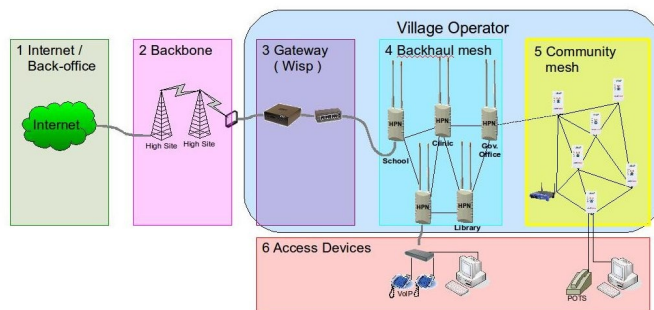 Village Operator
1 Internet /
Back-office
Internet
2 Backbone
High Site
High Site
3 Gateway
( Wisp )
4 Backhaul mesh
HPN
HPN
HPN
School
Clinic
Gov.
Office
HPN
HPN
Library
5 Community
mesh
6 Access Devices
VoIP
POTS